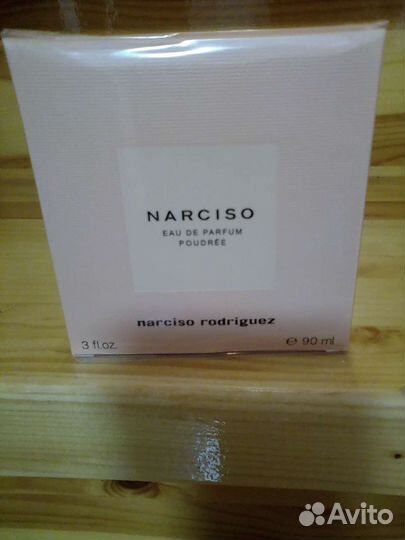 NARCISO
EAU DE PARFUM
POUDRÉE
narciso rodriguez
3 fl.oz.
e 90 ml
Avito